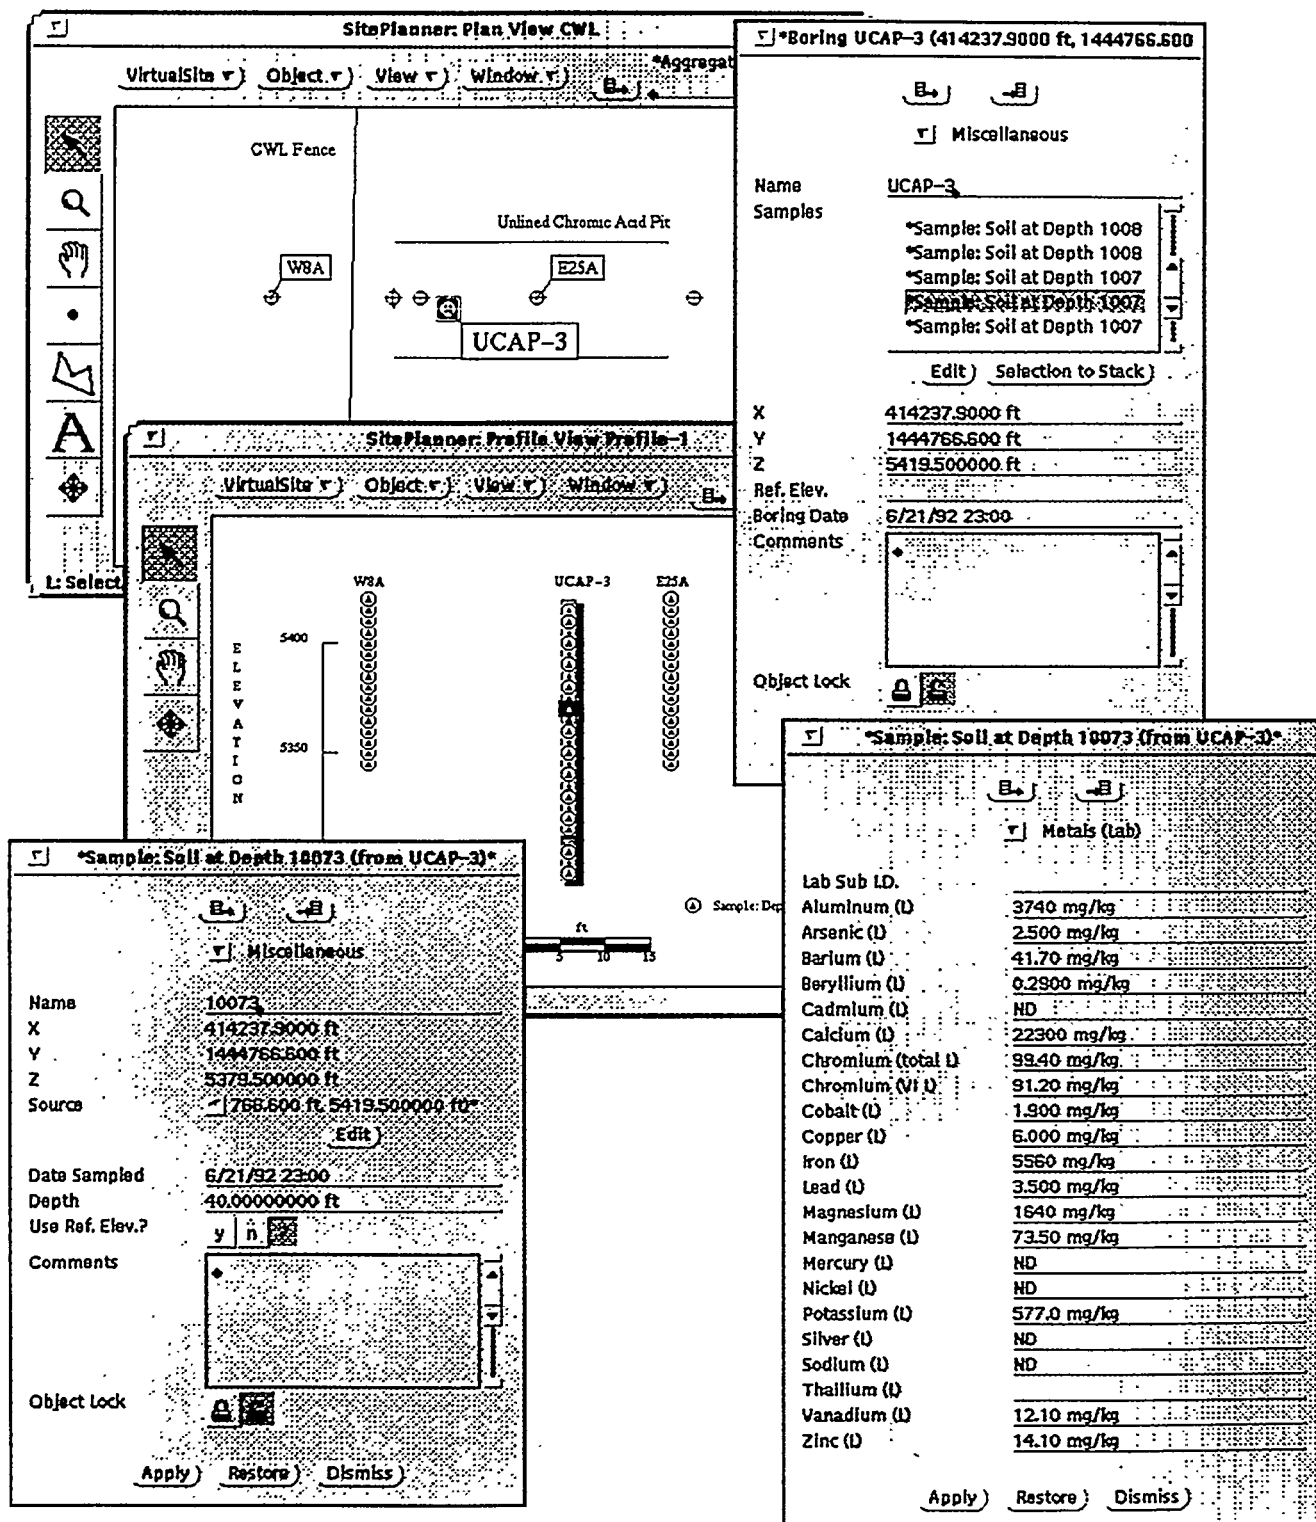 SitePlanner: Plan View CWL
VirtualSite
Object
View
Window
*Aggregat
CWL Fence
Unlined Chromic Acid Pit
W8A
E25A
UCAP-3
L: Select
SitePlanner: Profile View Profile-1
VirtualSite
Object
View
Window
W8A
UCAP-3
E25A
ELEVATION
5400
5350
Sample: Dep
ft
5 10 15
*Boring UCAP-3 (414237.9000 ft, 1444766.600
Miscellaneous
Name UCAP-3
Samples
*Sample: Soil at Depth 1008
*Sample: Soil at Depth 1008
*Sample: Soil at Depth 1007
*Sample: Soil at Depth 1007
*Sample: Soil at Depth 1007
Edit
Selection to Stack
X 414237.9000 ft
Y 1444766.600 ft
Z 5419.500000 ft
Ref. Elev.
Boring Date 6/21/92 23:00
Comments
Object Lock
*Sample: Soil at Depth 10073 (from UCAP-3)*
Miscellaneous
Name 10073
X 414237.9000 ft
Y 1444766.600 ft
Z 5379.500000 ft
Source 766.600 ft, 5419.500000 ft)*
Edit
Date Sampled 6/21/92 23:00
Depth 40.00000000 ft
Use Ref. Elev.? y n
Comments
Object Lock
Apply
Restore
Dismiss
*Sample: Soil at Depth 10073 (from UCAP-3)*
Metals (Lab)
Lab Sub I.D.
Aluminum (L) 3740 mg/kg
Arsenic (L) 2.500 mg/kg
Barium (L) 41.70 mg/kg
Beryllium (L) 0.2900 mg/kg
Cadmium (L) ND
Calcium (L) 22300 mg/kg
Chromium (total L) 99.40 mg/kg
Chromium (VI L) 91.20 mg/kg
Cobalt (L) 1.900 mg/kg
Copper (L) 6.000 mg/kg
Iron (L) 5560 mg/kg
Lead (L) 3.500 mg/kg
Magnesium (L) 1640 mg/kg
Manganese (L) 73.50 mg/kg
Mercury (L) ND
Nickel (L) ND
Potassium (L) 577.0 mg/kg
Silver (L) ND
Sodium (L) ND
Thallium (L)
Vanadium (L) 12.10 mg/kg
Zinc (L) 14.10 mg/kg
Apply
Restore
Dismiss